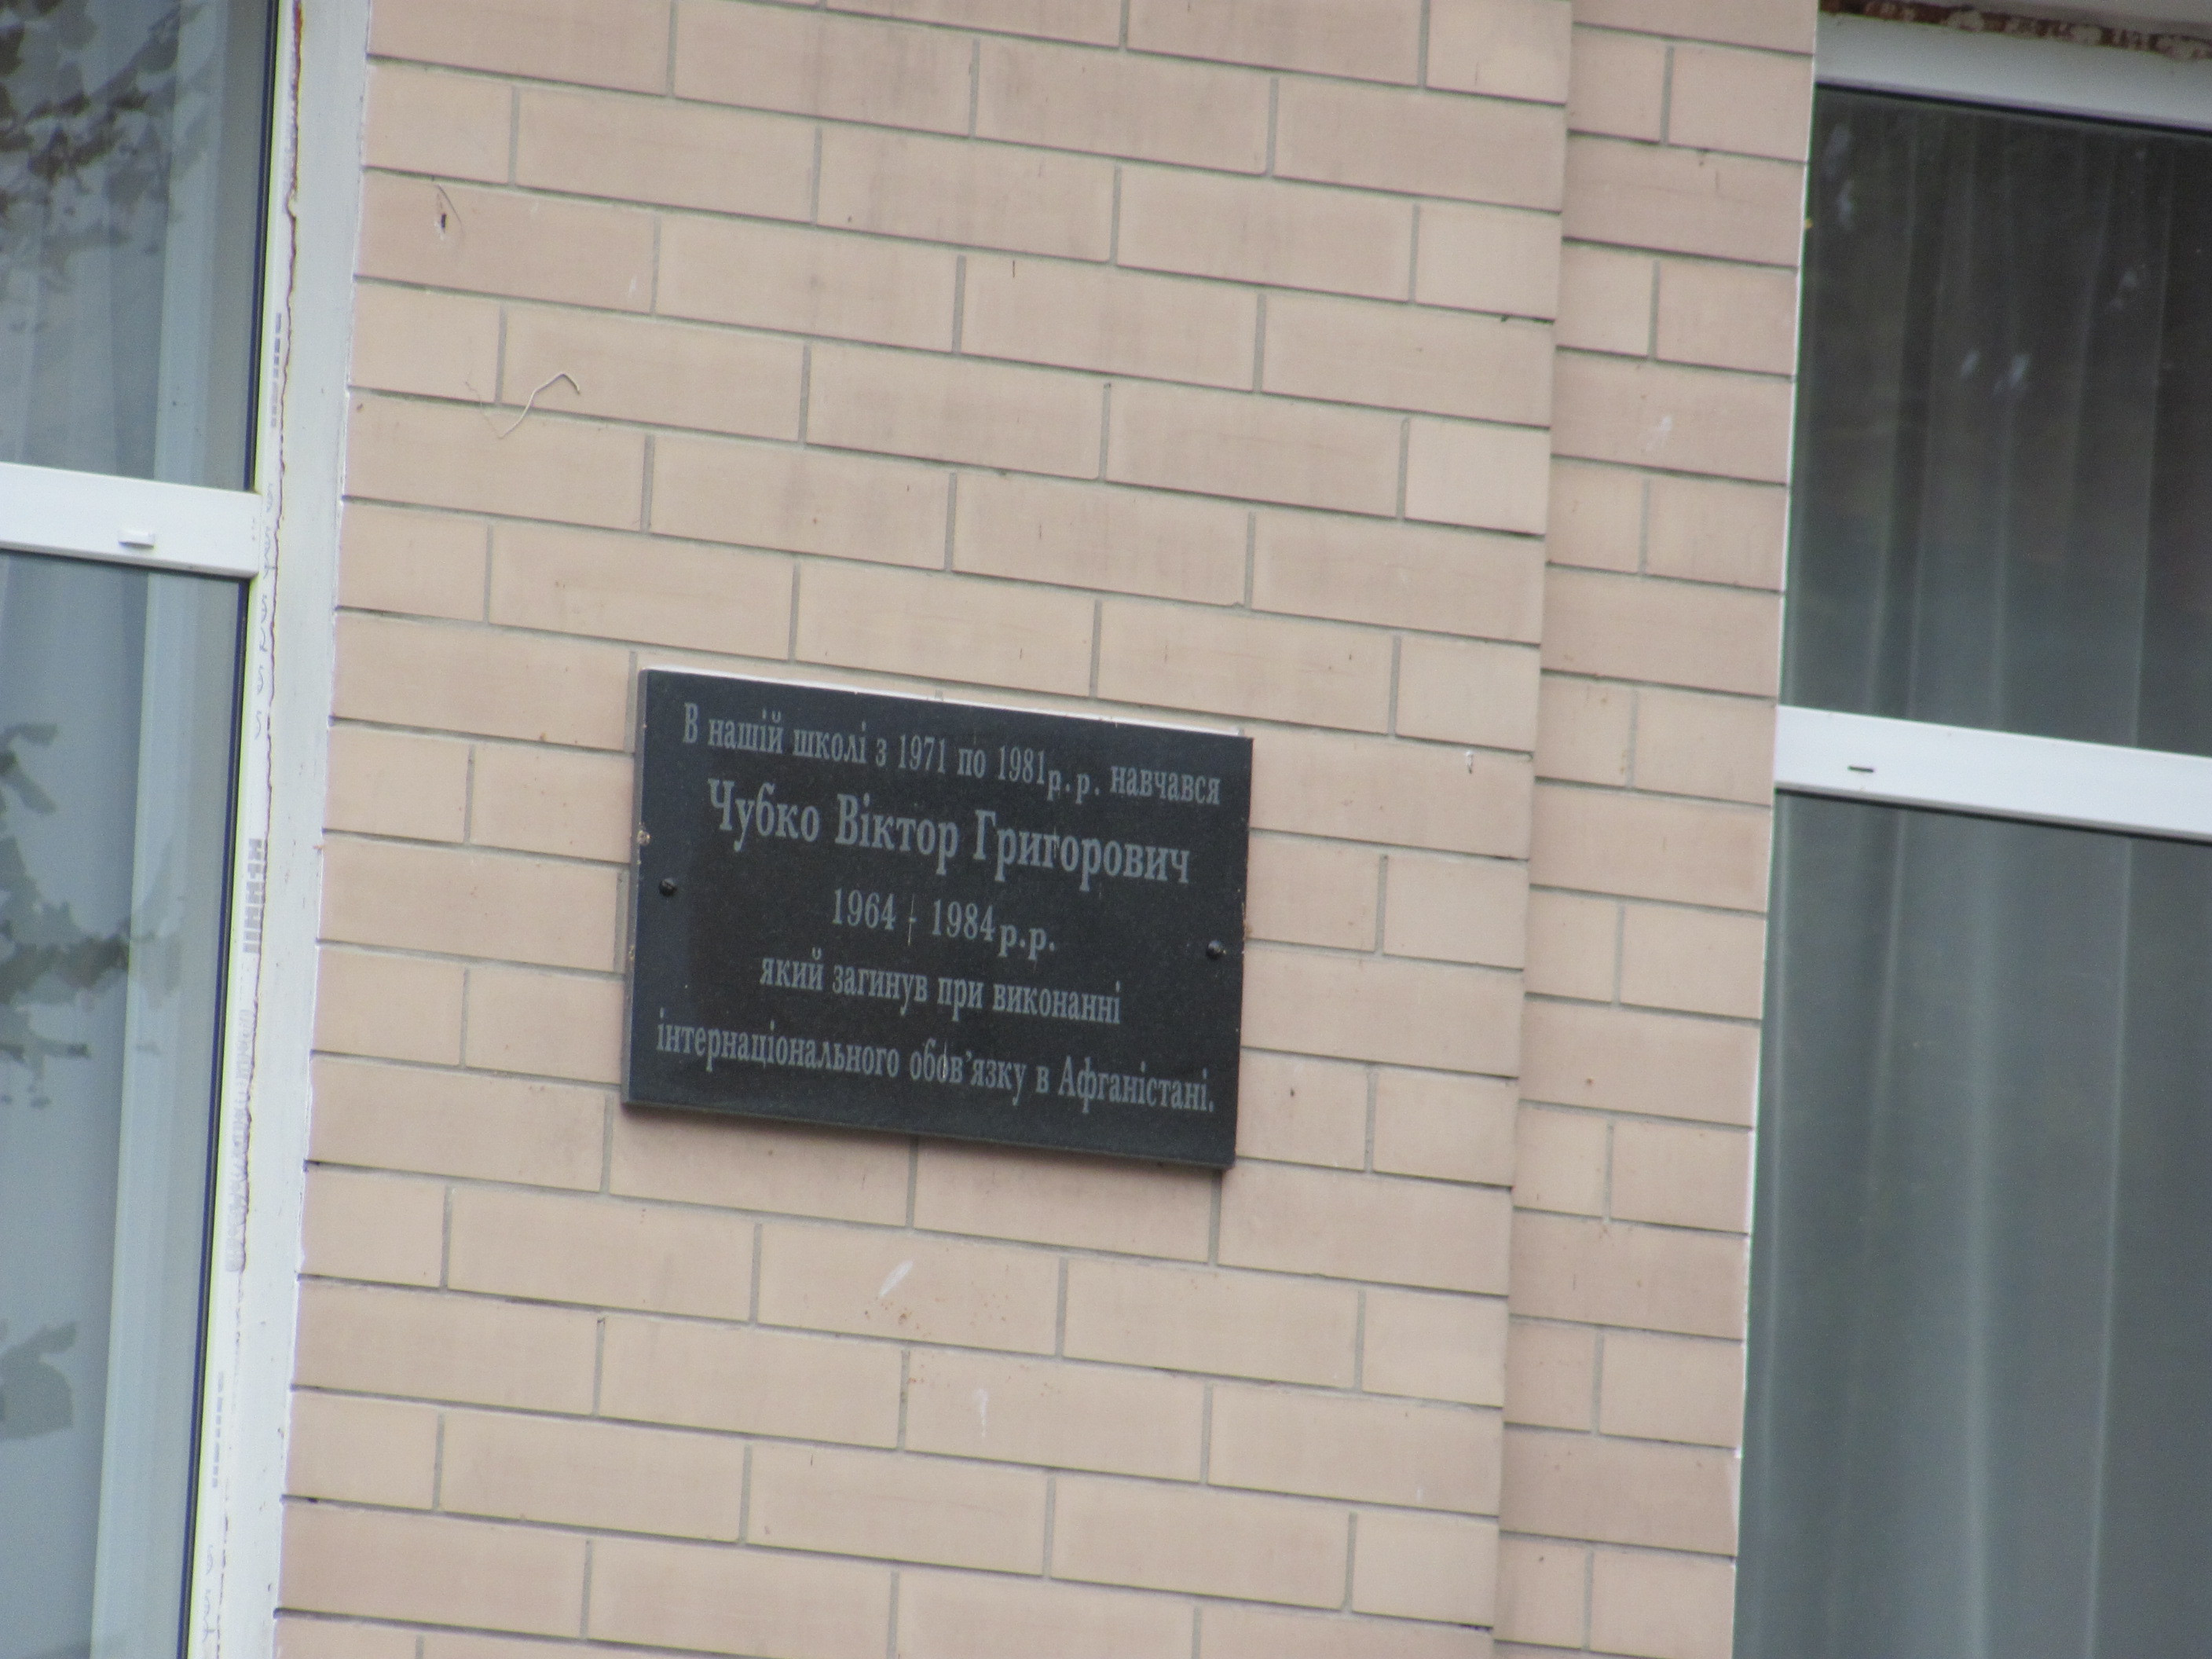 В нашій школі з 1971 по 1981р.р. навчався
Чубко Віктор Григорович
1964 - 1984р.р.
який загинув при виконанні
інтернаціонального обов'язку в Афганістані.